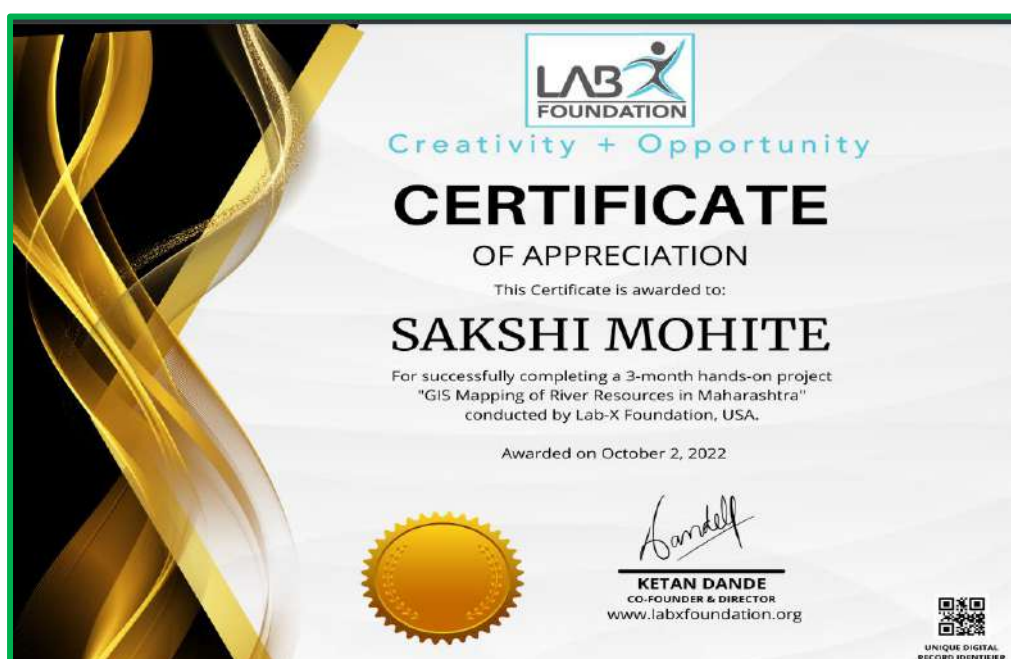 LAB X
FOUNDATION
Creativity + Opportunity
CERTIFICATE
OF APPRECIATION
This Certificate is awarded to:
SAKSHI MOHITE
For successfully completing a 3-month hands-on project
"GIS Mapping of River Resources in Maharashtra"
conducted by Lab-X Foundation, USA.
Awarded on October 2, 2022
KETAN DANDE
CO-FOUNDER & DIRECTOR
www.labxfoundation.org
UNIQUE DIGITAL
RECORD IDENTIFIER